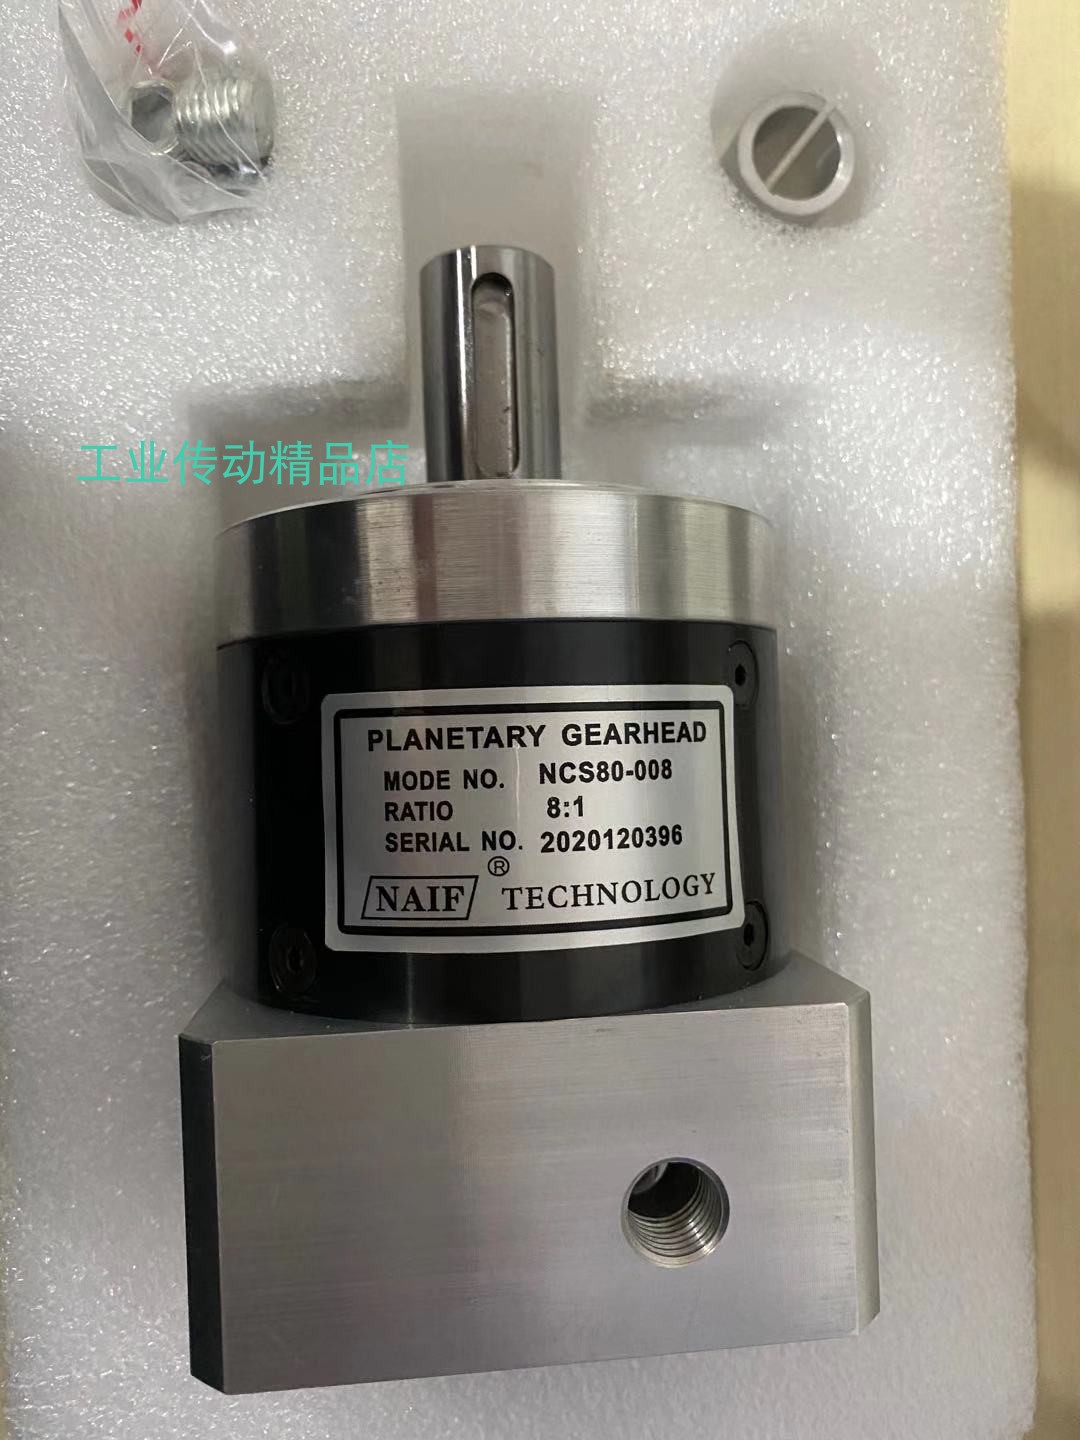 工业传动精品店
PLANETARY GEARHEAD
MODE NO. NCS80-008
RATIO 8:1
SERIAL NO. 2020120396
NAIF ® TECHNOLOGY